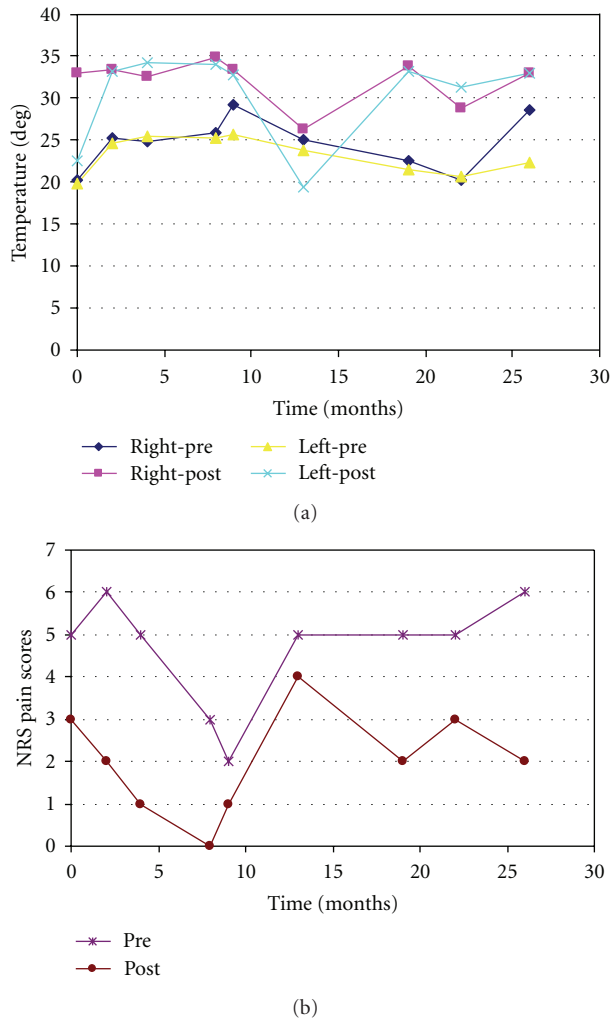 40
35
30
25
20
15
10
5
0
Temperature (deg)
0 5 10 15 20 25 30
Time (months)
Right-pre Left-pre
Right-post Left-post
(a)
7
6
5
4
3
2
1
0
NRS pain scores
0 5 10 15 20 25 30
Time (months)
Pre
Post
(b)